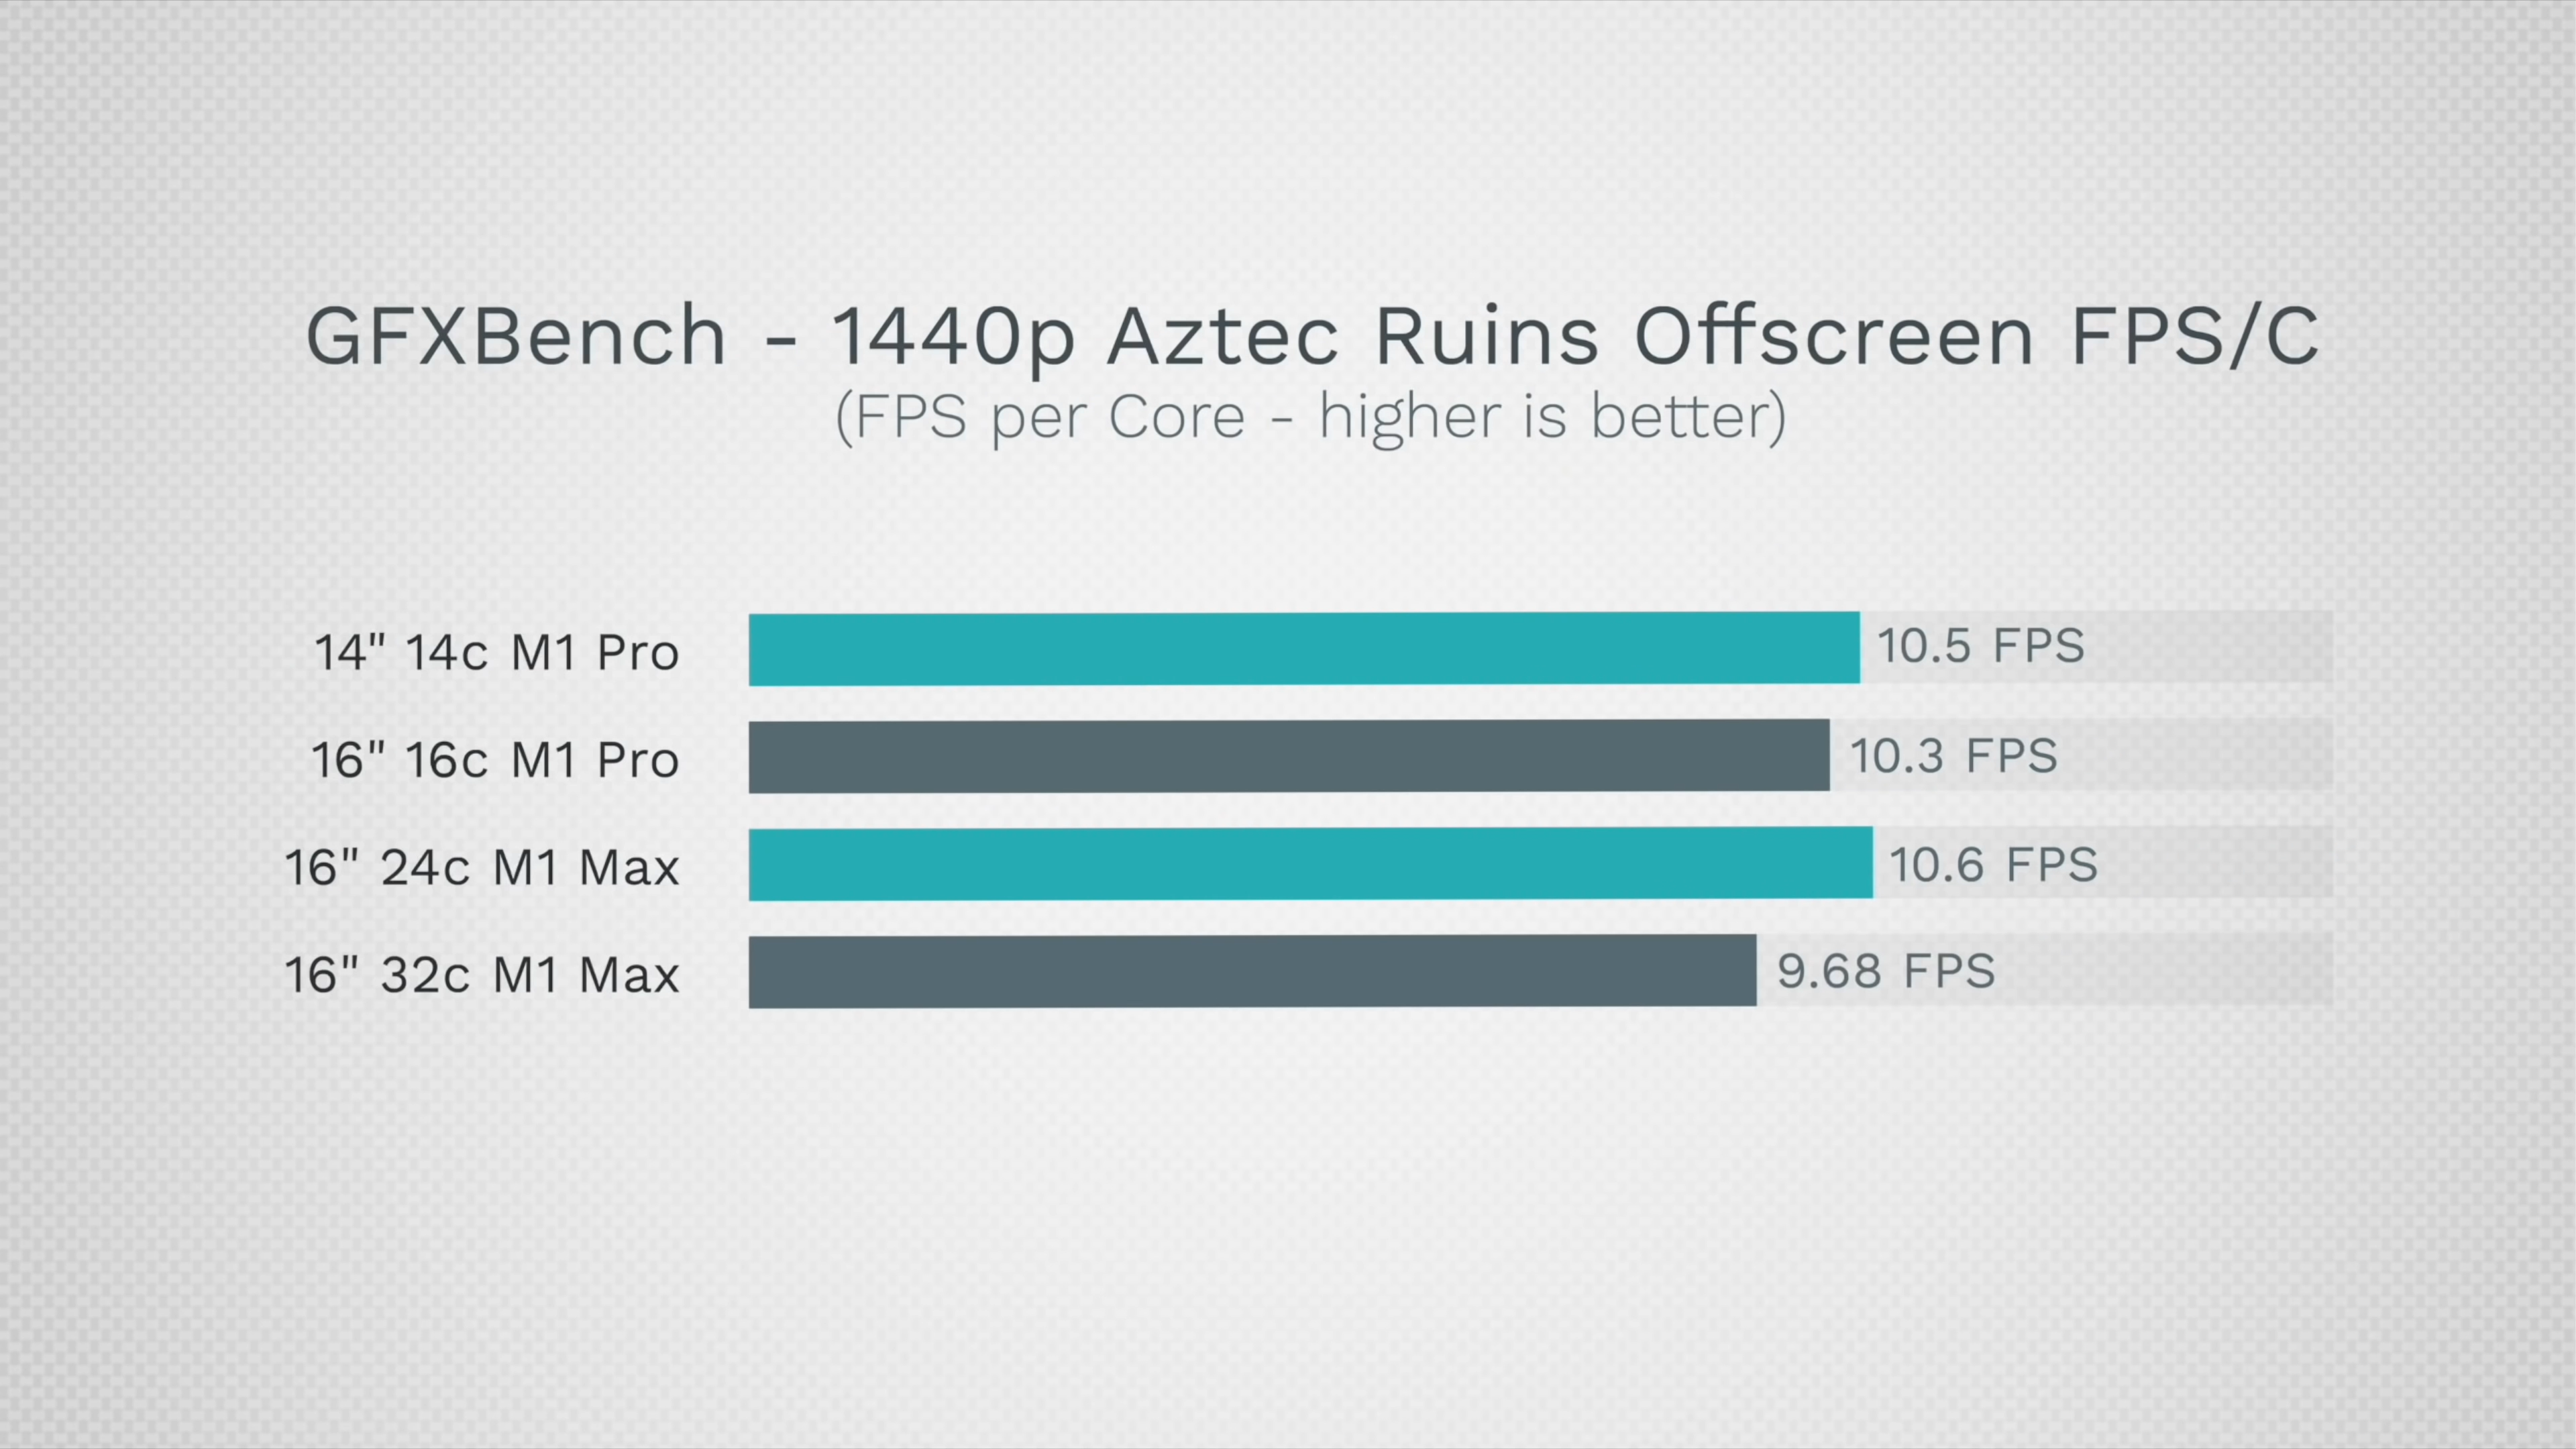 GFXBench - 1440p Aztec Ruins Offscreen FPS/C
(FPS per Core - higher is better)
14" 14c M1 Pro 10.5 FPS
16" 16c M1 Pro 10.3 FPS
16" 24c M1 Max 10.6 FPS
16" 32c M1 Max 9.68 FPS